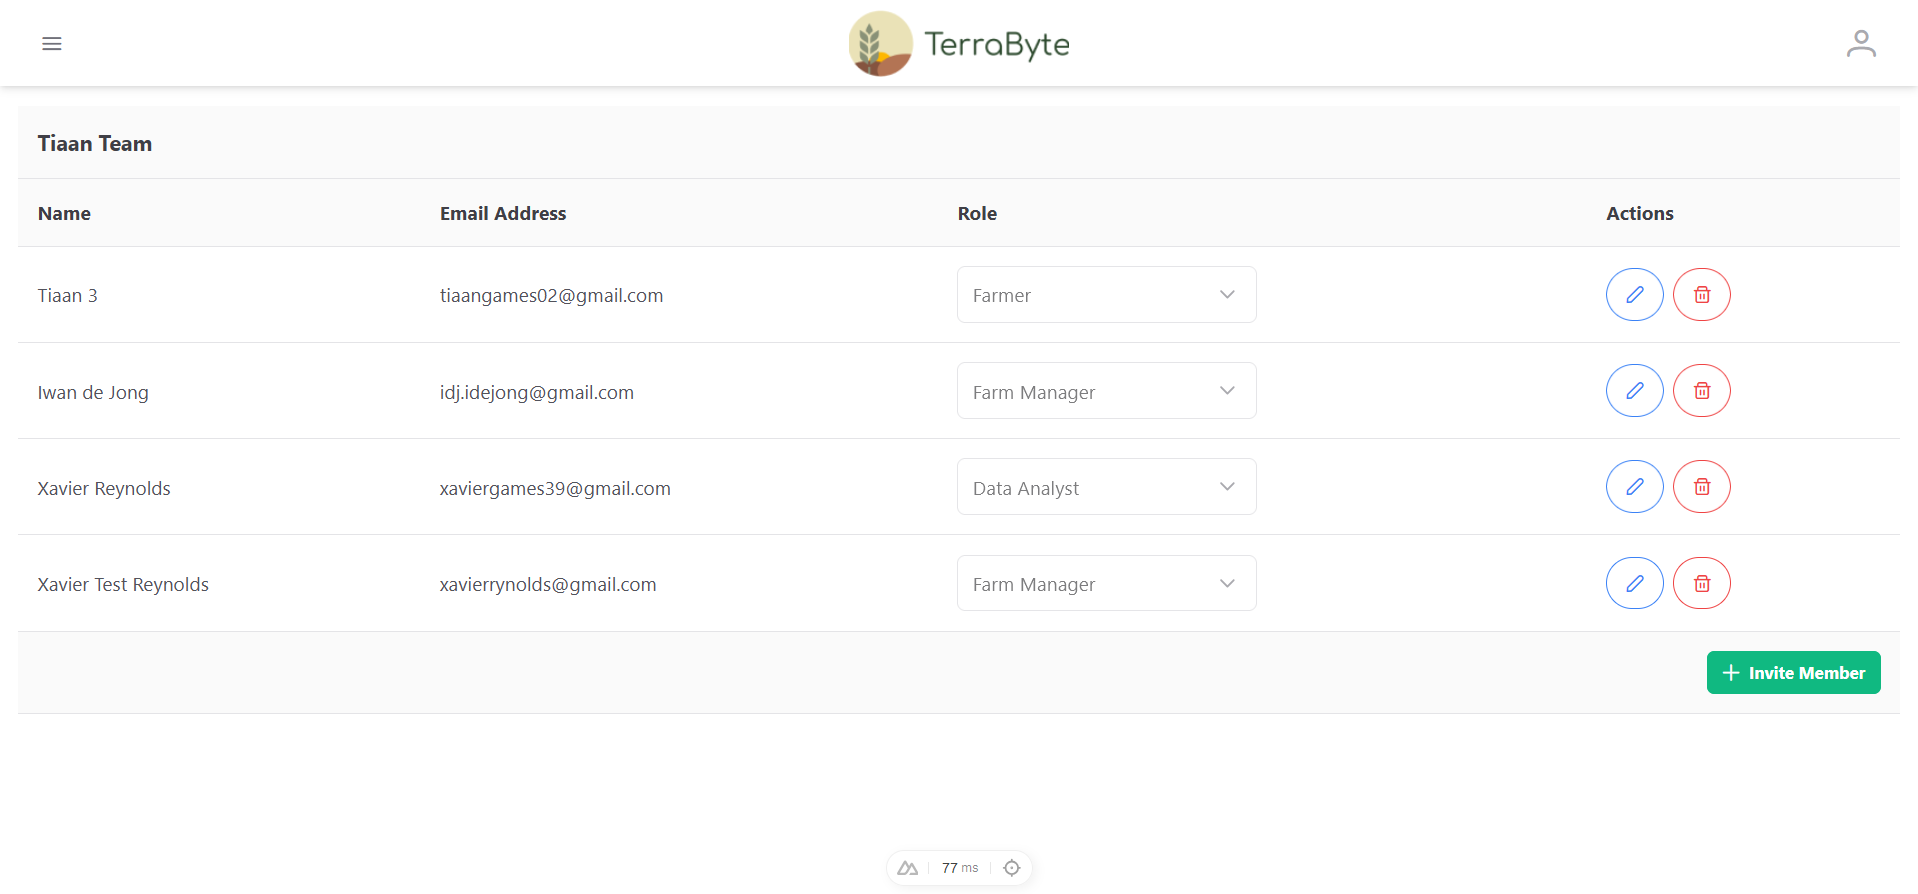 TerraByte
Tiaan Team
Name Email Address Role Actions
Tiaan 3 tiaangames02@gmail.com Farmer
Iwan de Jong idj.idejong@gmail.com Farm Manager
Xavier Reynolds xaviergames39@gmail.com Data Analyst
Xavier Test Reynolds xavierrynolds@gmail.com Farm Manager
Invite Member
77 ms